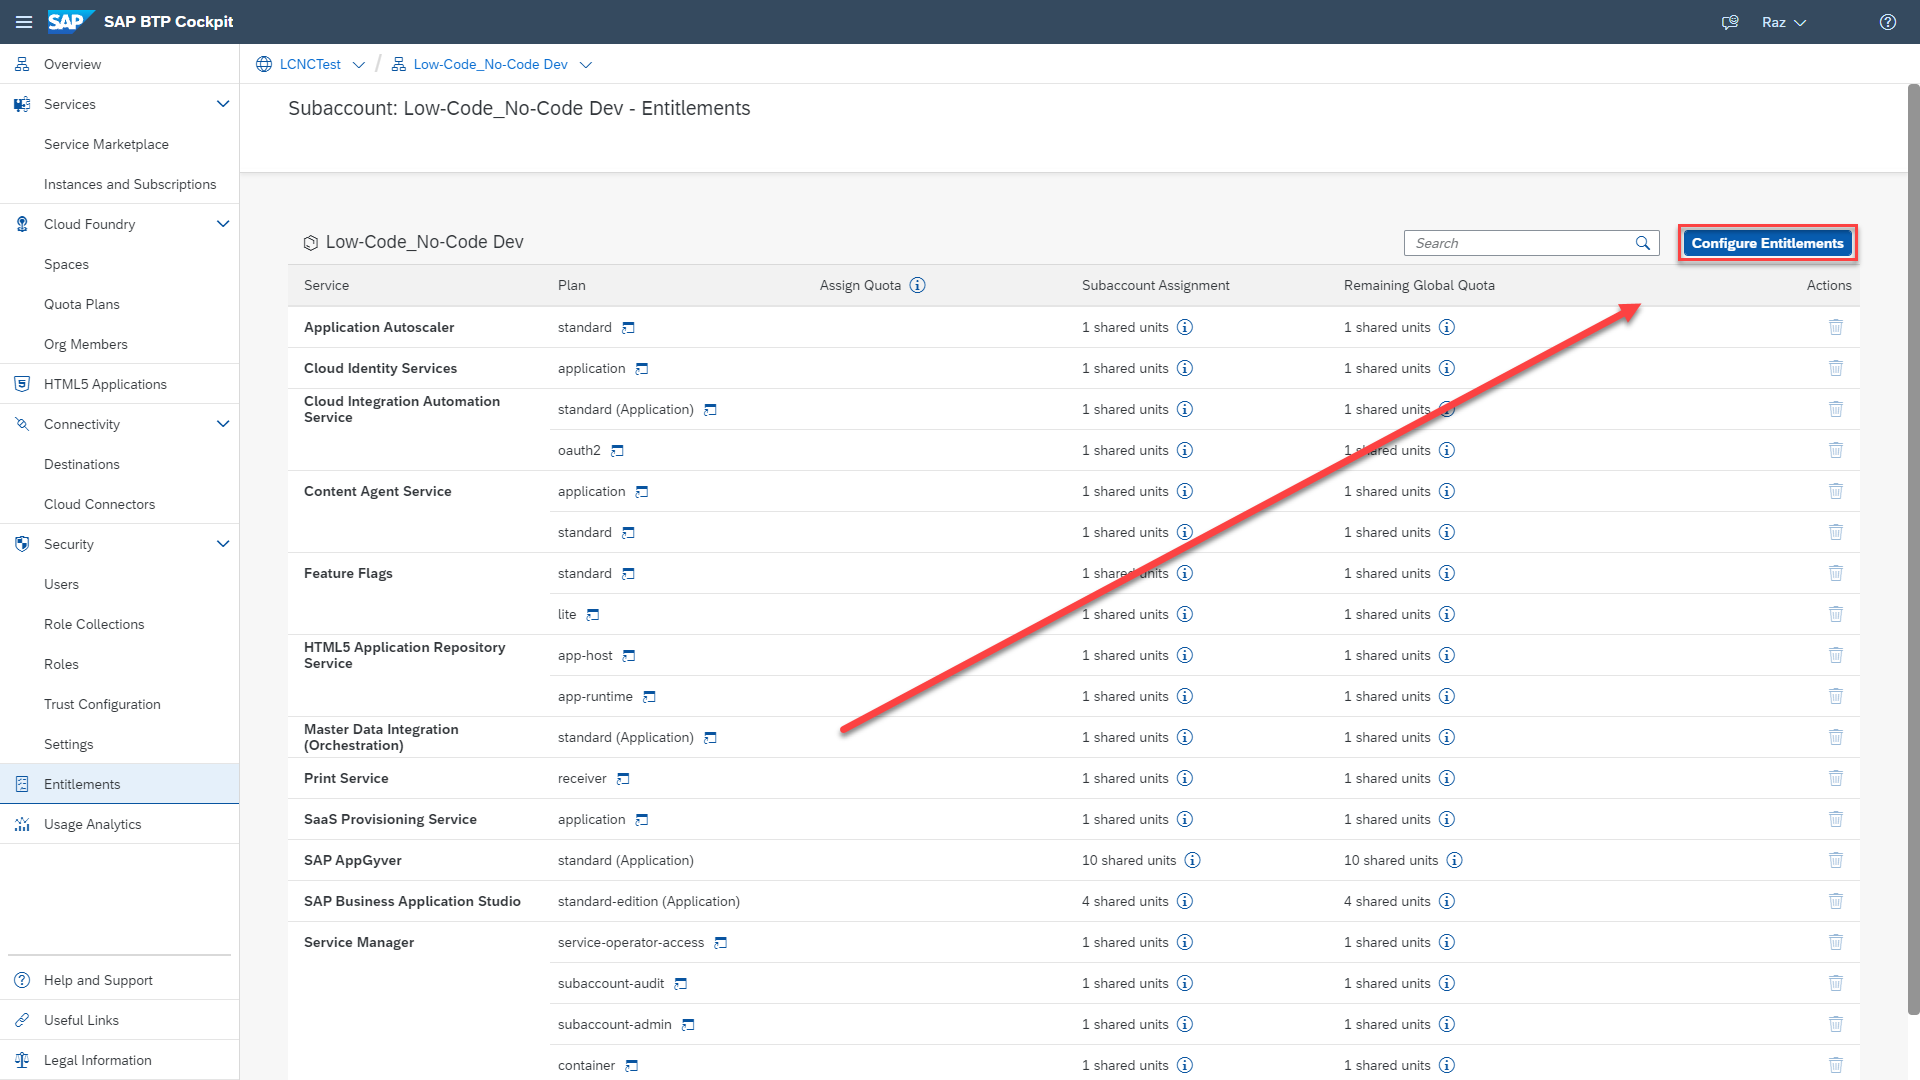 SAP SAP BTP Cockpit
Raz
Overview
Services
Service Marketplace
Instances and Subscriptions
Cloud Foundry
Spaces
Quota Plans
Org Members
HTML5 Applications
Connectivity
Destinations
Cloud Connectors
Security
Users
Role Collections
Roles
Trust Configuration
Settings
Entitlements
Usage Analytics
Help and Support
Useful Links
Legal Information
LCNCTest / Low-Code_No-Code Dev
Subaccount: Low-Code_No-Code Dev - Entitlements
Low-Code_No-Code Dev
Search
Configure Entitlements
Service Plan Assign Quota Subaccount Assignment Remaining Global Quota Actions
Application Autoscaler standard 1 shared units 1 shared units
Cloud Identity Services application 1 shared units 1 shared units
Cloud Integration Automation
Service
standard (Application) 1 shared units 1 shared units
oauth2 1 shared units 1 shared units
Content Agent Service application 1 shared units 1 shared units
standard 1 shared units 1 shared units
Feature Flags standard 1 shared units 1 shared units
lite 1 shared units 1 shared units
HTML5 Application Repository
Service
app-host 1 shared units 1 shared units
app-runtime 1 shared units 1 shared units
Master Data Integration
(Orchestration)
standard (Application) 1 shared units 1 shared units
Print Service receiver 1 shared units 1 shared units
SaaS Provisioning Service application 1 shared units 1 shared units
SAP AppGyver standard (Application) 10 shared units 10 shared units
SAP Business Application Studio standard-edition (Application) 4 shared units 4 shared units
Service Manager service-operator-access 1 shared units 1 shared units
subaccount-audit 1 shared units 1 shared units
subaccount-admin 1 shared units 1 shared units
container 1 shared units 1 shared units